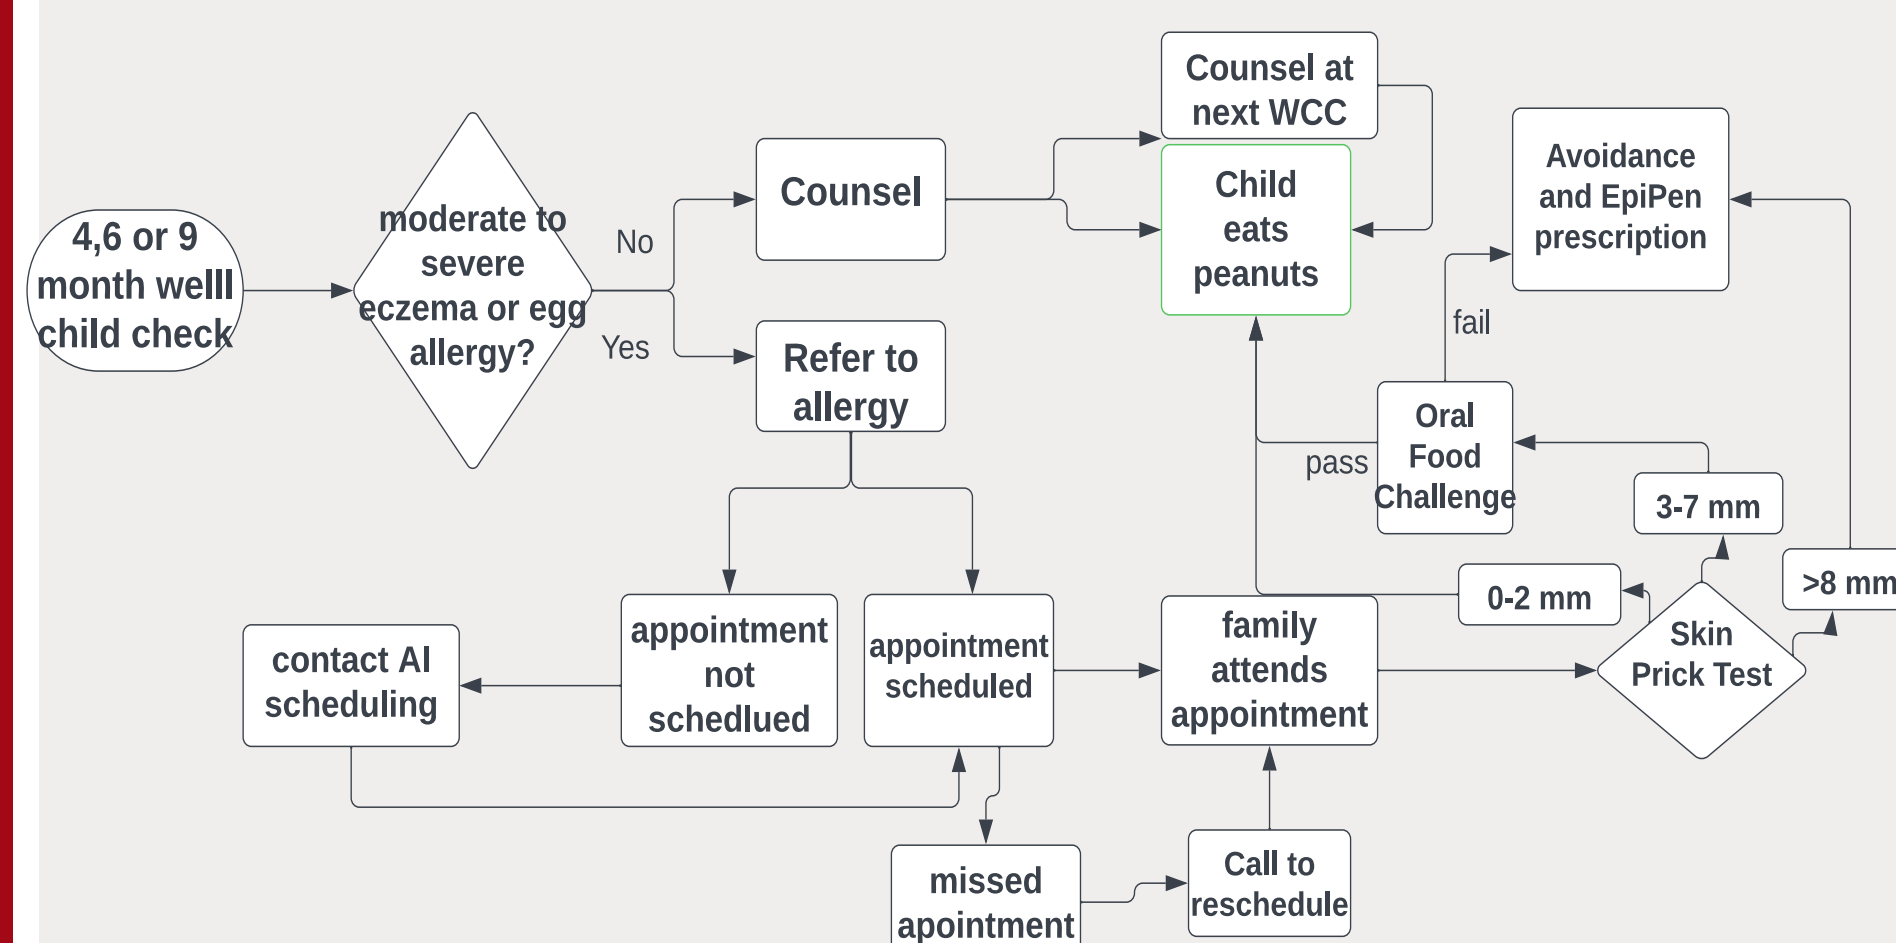 4,6 or 9
month welll
child check
moderate to
severe
eczema or egg
allergy?
No
Yes
Counsel
Refer to
allergy
Counsel at
next WCC
Child
eats
peanuts
Avoidance
and EpiPen
prescription
fail
Oral
Food
Challenge
pass
3-7 mm
0-2 mm
>8 mm
Skin
Prick Test
contact AI
scheduling
appointment
not
schedlued
appointment
scheduled
family
attends
appointment
missed
apointment
Call to
reschedule